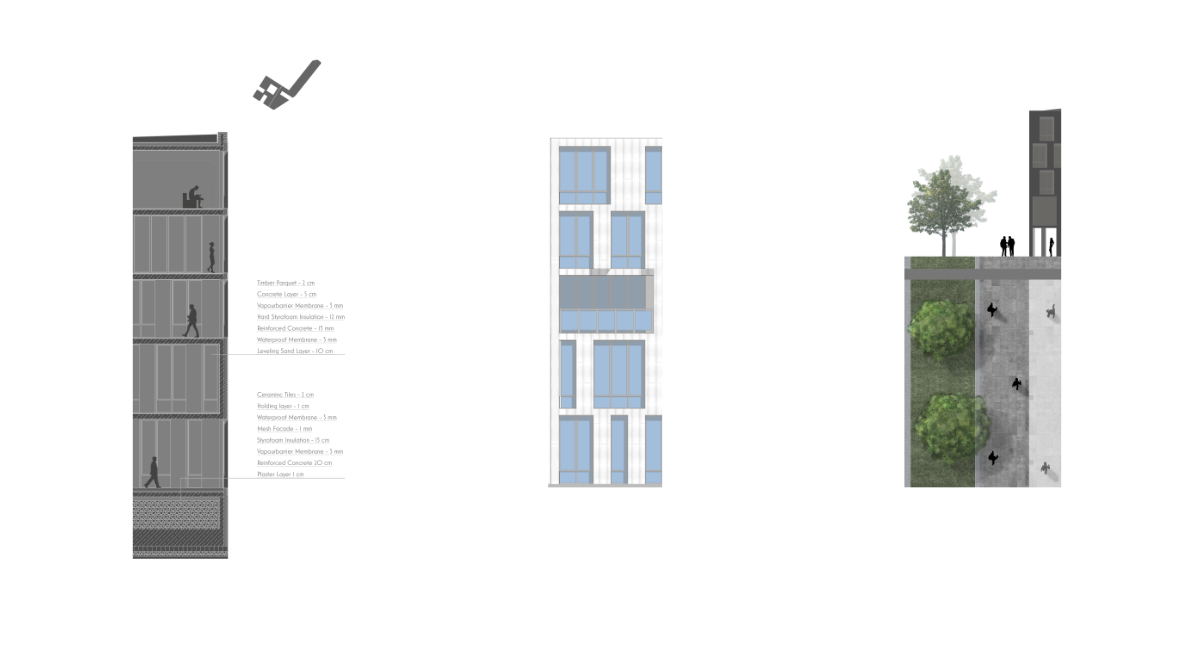 Timber Parquet - 2 cm
Concrete Layer - 5 cm
Vapourbarrier Membrane - 3 mm
Hard Styrofoam Insulation - 12 mm
Reinforced Concrete - 15 mm
Waterproof Membrane - 3 mm
Leveling Sand Layer - 10 cm
Ceramic Tiles - 2 cm
Holding layer - 1 cm
Waterproof Membrane - 3 mm
Mesh Facade - 1 mm
Styrofoam Insulation - 15 cm
Vapourbarrier Membrane - 3 mm
Reinforced Concrete 20 cm
Plaster Layer 1 cm